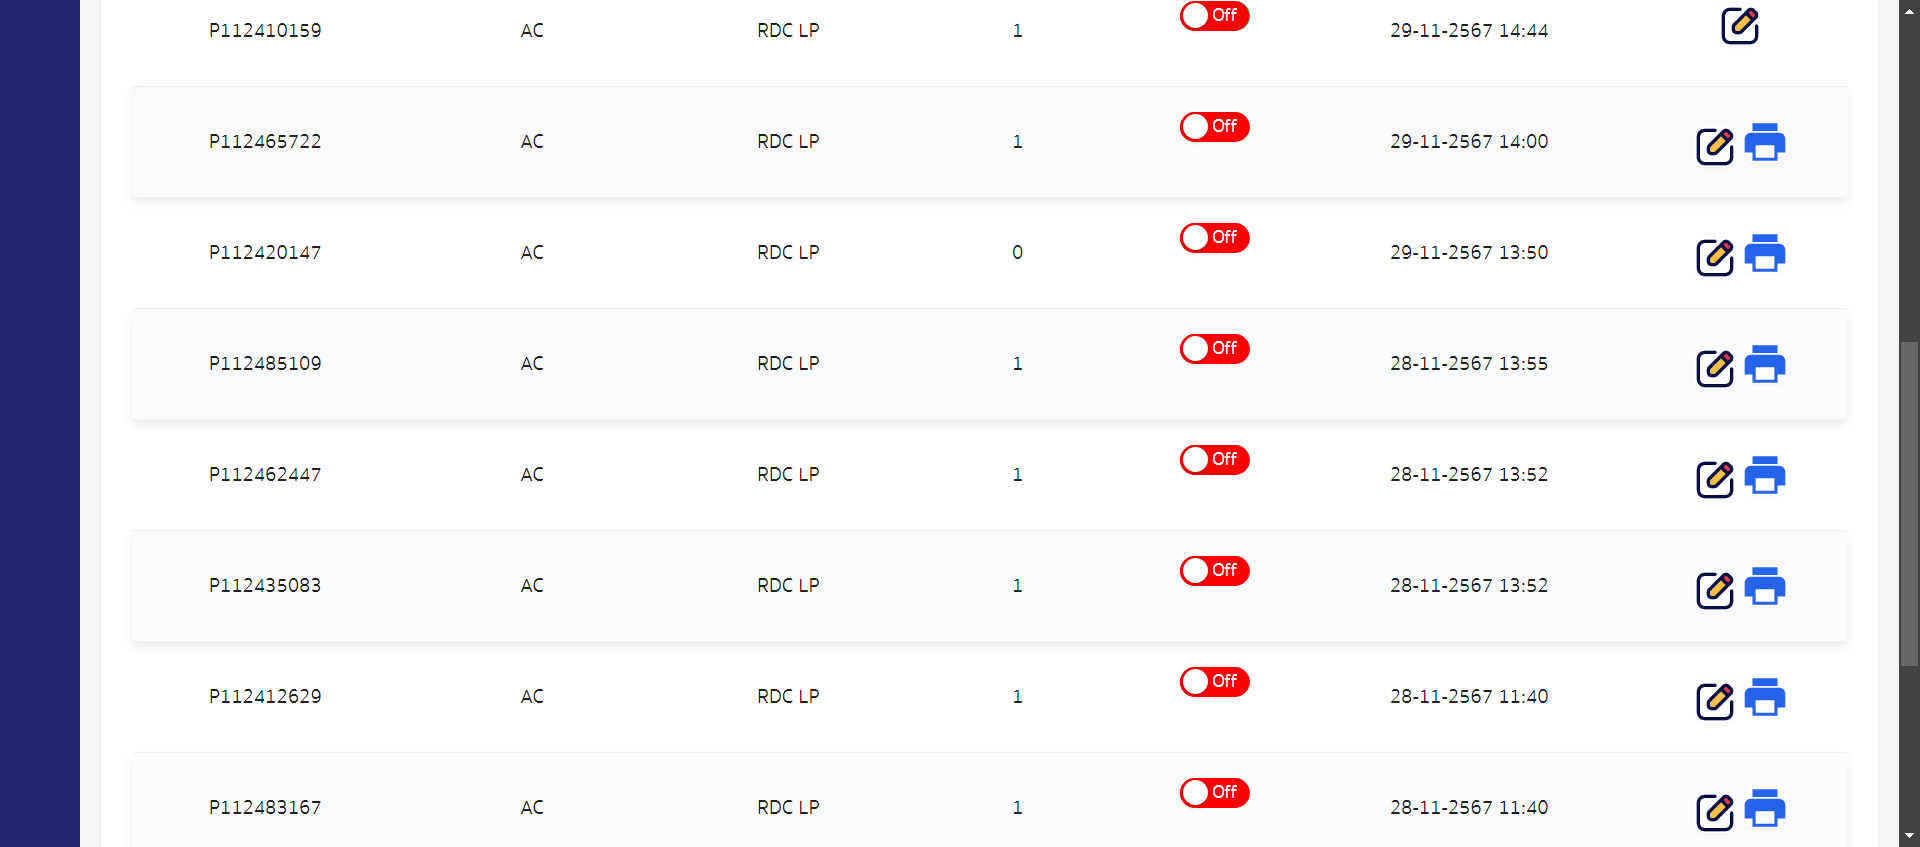 P112410159 AC RDC LP 1 Off 29-11-2567 14:44
P112465722 AC RDC LP 1 Off 29-11-2567 14:00
P112420147 AC RDC LP 0 Off 29-11-2567 13:50
P112485109 AC RDC LP 1 Off 28-11-2567 13:55
P112462447 AC RDC LP 1 Off 28-11-2567 13:52
P112435083 AC RDC LP 1 Off 28-11-2567 13:52
P112412629 AC RDC LP 1 Off 28-11-2567 11:40
P112483167 AC RDC LP 1 Off 28-11-2567 11:40